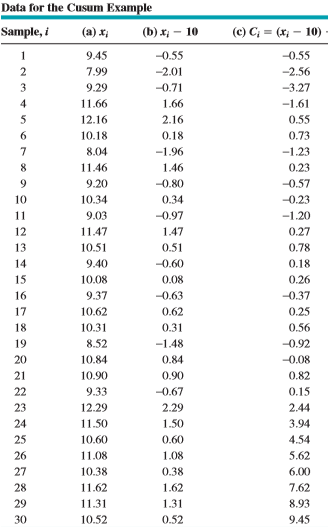 Data for the Cusum Example
Sample, i (a) xᵢ (b) xᵢ − 10 (c) Cᵢ = (xᵢ − 10)
1 9.45 −0.55 −0.55
2 7.99 −2.01 −2.56
3 9.29 −0.71 −3.27
4 11.66 1.66 −1.61
5 12.16 2.16 0.55
6 10.18 0.18 0.73
7 8.04 −1.96 −1.23
8 11.46 1.46 0.23
9 9.20 −0.80 −0.57
10 10.34 0.34 −0.23
11 9.03 −0.97 −1.20
12 11.47 1.47 0.27
13 10.51 0.51 0.78
14 9.40 −0.60 0.18
15 10.08 0.08 0.26
16 9.37 −0.63 −0.37
17 10.62 0.62 0.25
18 10.31 0.31 0.56
19 8.52 −1.48 −0.92
20 10.84 0.84 −0.08
21 10.90 0.90 0.82
22 9.33 −0.67 0.15
23 12.29 2.29 2.44
24 11.50 1.50 3.94
25 10.60 0.60 4.54
26 11.08 1.08 5.62
27 10.38 0.38 6.00
28 11.62 1.62 7.62
29 11.31 1.31 8.93
30 10.52 0.52 9.45